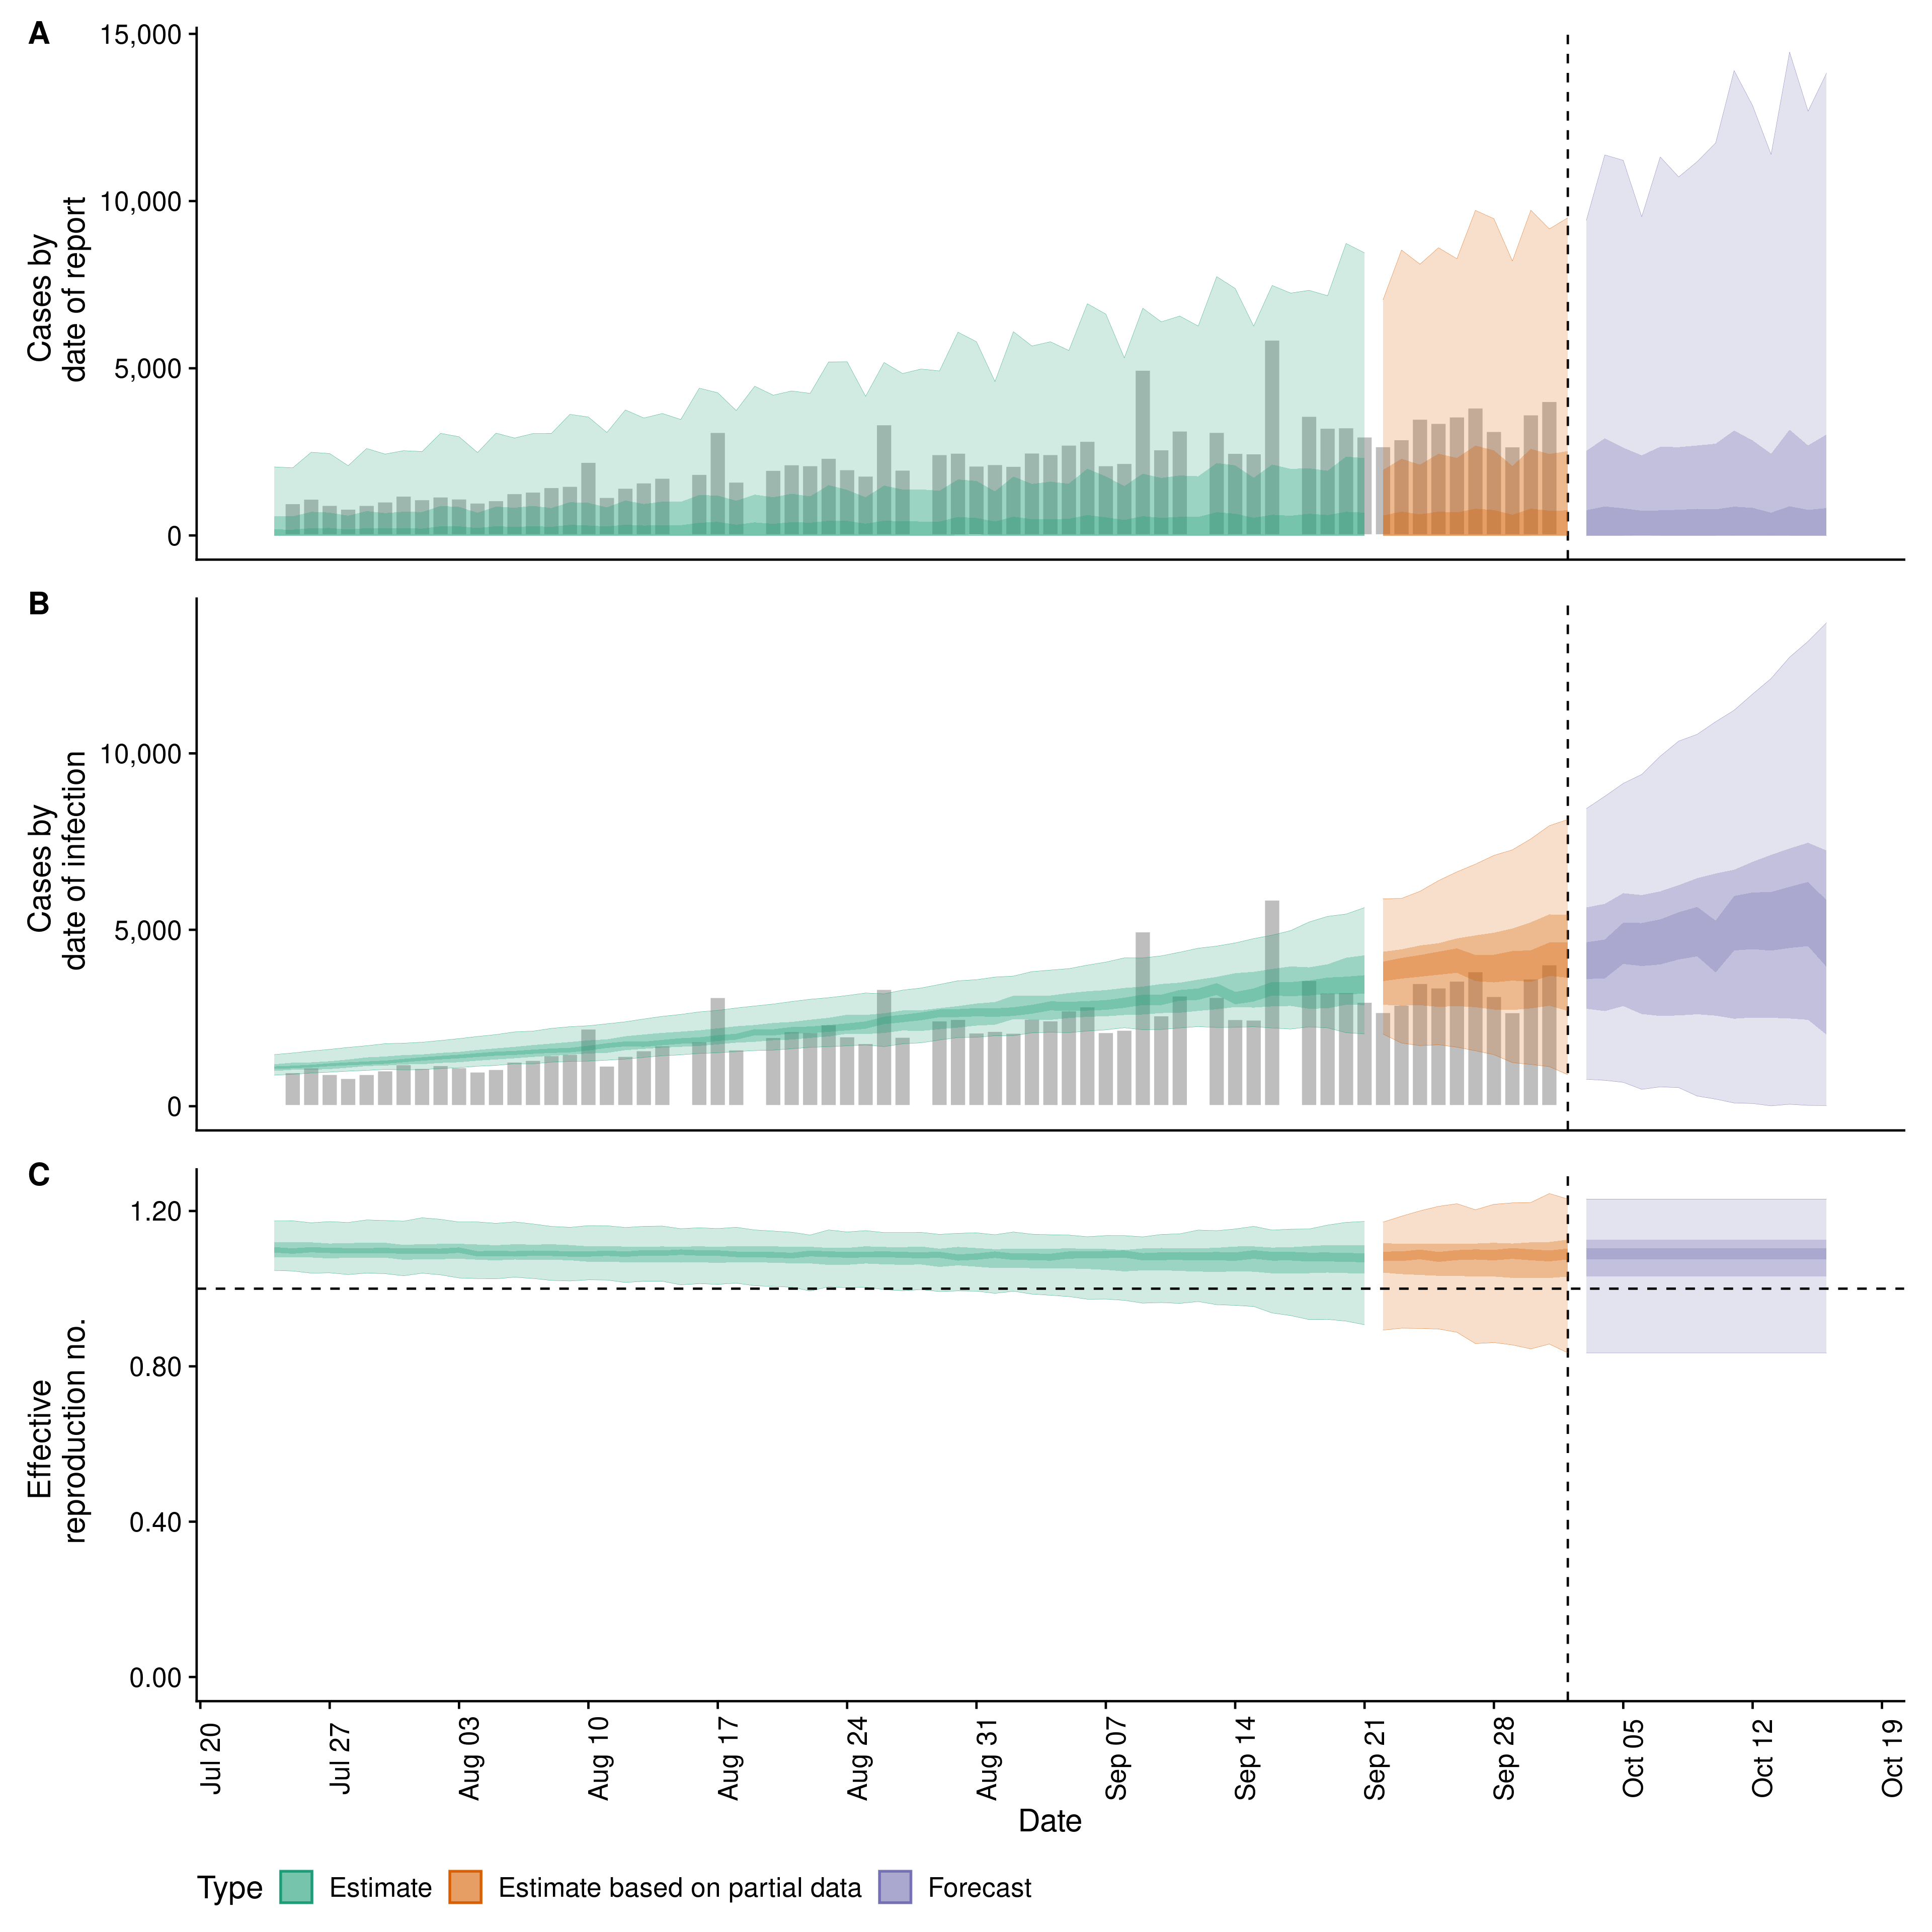 A
15,000
10,000
5,000
0
Cases by
date of report
B
10,000
5,000
0
Cases by
date of infection
C
1.20
0.80
0.40
0.00
Effective
reproduction no.
Jul 20
Jul 27
Aug 03
Aug 10
Aug 17
Aug 24
Aug 31
Sep 07
Sep 14
Sep 21
Sep 28
Oct 05
Oct 12
Oct 19
Date
Type Estimate Estimate based on partial data Forecast